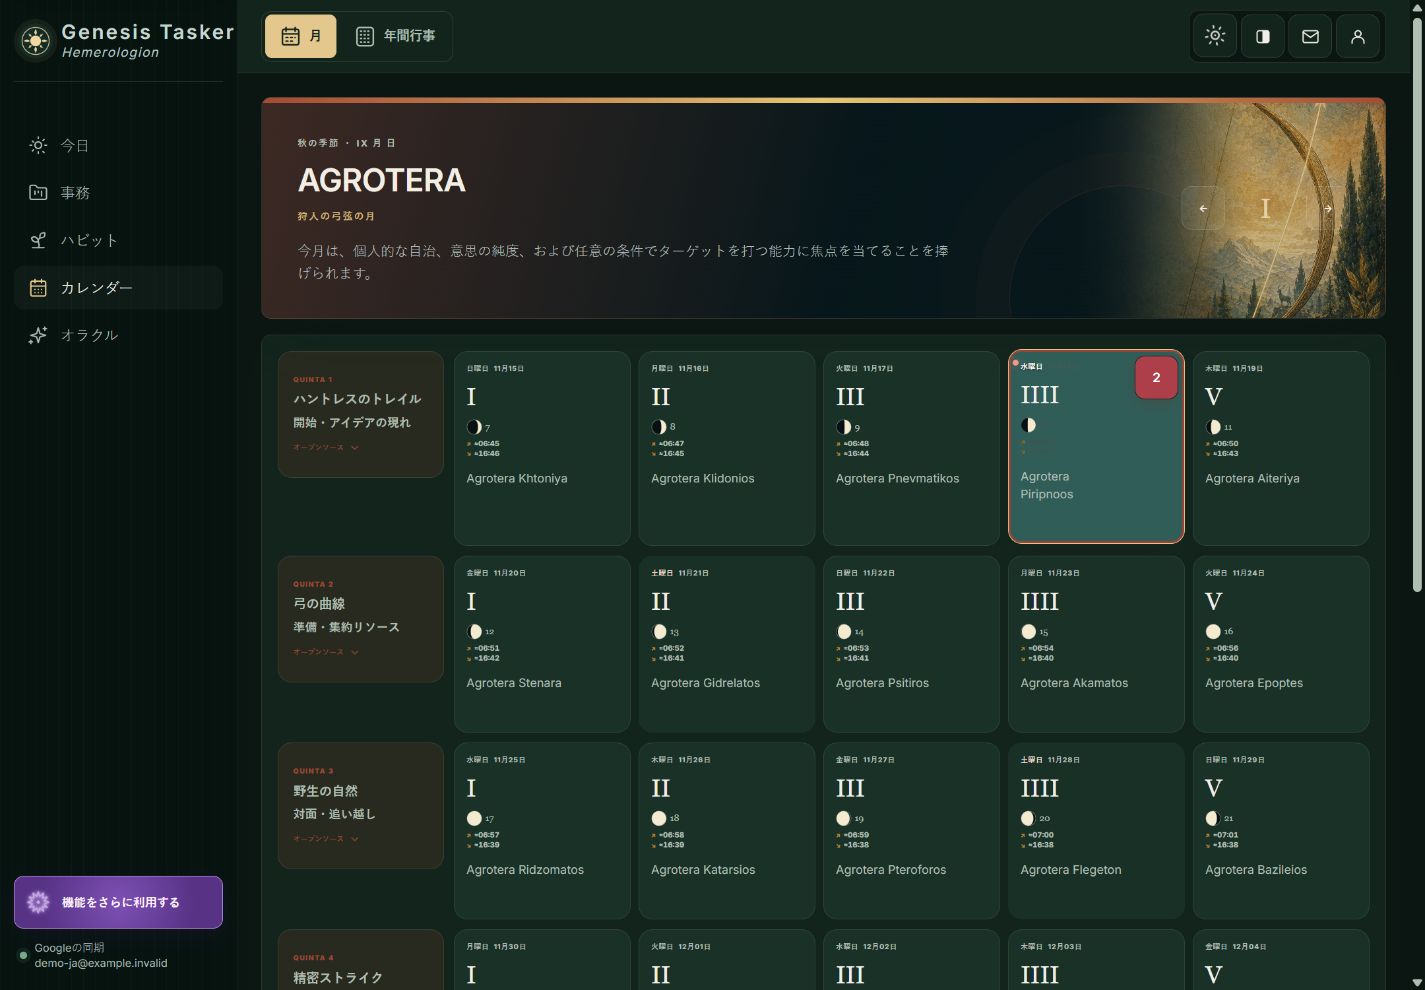 Genesis Tasker
Hemerologion
今日
事務
ハビット
カレンダー
オラクル
機能をさらに利用する
Googleの同期
demo-ja@example.invalid
月
年間行事
秋の季節 · IX 月 日
AGROTERA
狩人の弓弦の月
今月は、個人的な自治、意思の純度、および任意の条件でターゲットを打つ能力に焦点を当てることを捧
げられます。
I
QUINTA 1
ハントレスのトレイル
開始・アイデアの現れ
オープンソース
日曜日 11月15日
I
7
≈06:45
≈16:46
Agrotera Khtoniya
月曜日 11月16日
II
8
≈06:47
≈16:45
Agrotera Klidonios
火曜日 11月17日
III
9
≈06:48
≈16:44
Agrotera Pnevmatikos
水曜日
2
IIII
Agrotera
Piripnoos
木曜日 11月19日
V
11
≈06:50
≈16:43
Agrotera Aiteriya
QUINTA 2
弓の曲線
準備・集約リソース
オープンソース
金曜日 11月20日
I
12
≈06:51
≈16:42
Agrotera Stenara
土曜日 11月21日
II
13
≈06:52
≈16:41
Agrotera Gidrelatos
日曜日 11月22日
III
14
≈06:53
≈16:41
Agrotera Psitiros
月曜日 11月23日
IIII
15
≈06:54
≈16:40
Agrotera Akamatos
火曜日 11月24日
V
16
≈06:56
≈16:40
Agrotera Epoptes
QUINTA 3
野生の自然
対面・追い越し
オープンソース
水曜日 11月25日
I
17
≈06:57
≈16:39
Agrotera Ridzomatos
木曜日 11月26日
II
18
≈06:58
≈16:39
Agrotera Katarsios
金曜日 11月27日
III
19
≈06:59
≈16:38
Agrotera Pteroforos
土曜日 11月28日
IIII
20
≈07:00
≈16:38
Agrotera Flegeton
日曜日 11月29日
V
21
≈07:01
≈16:38
Agrotera Bazileios
QUINTA 4
精密ストライク
月曜日 11月30日
I
火曜日 12月01日
II
水曜日 12月02日
III
木曜日 12月03日
IIII
金曜日 12月04日
V